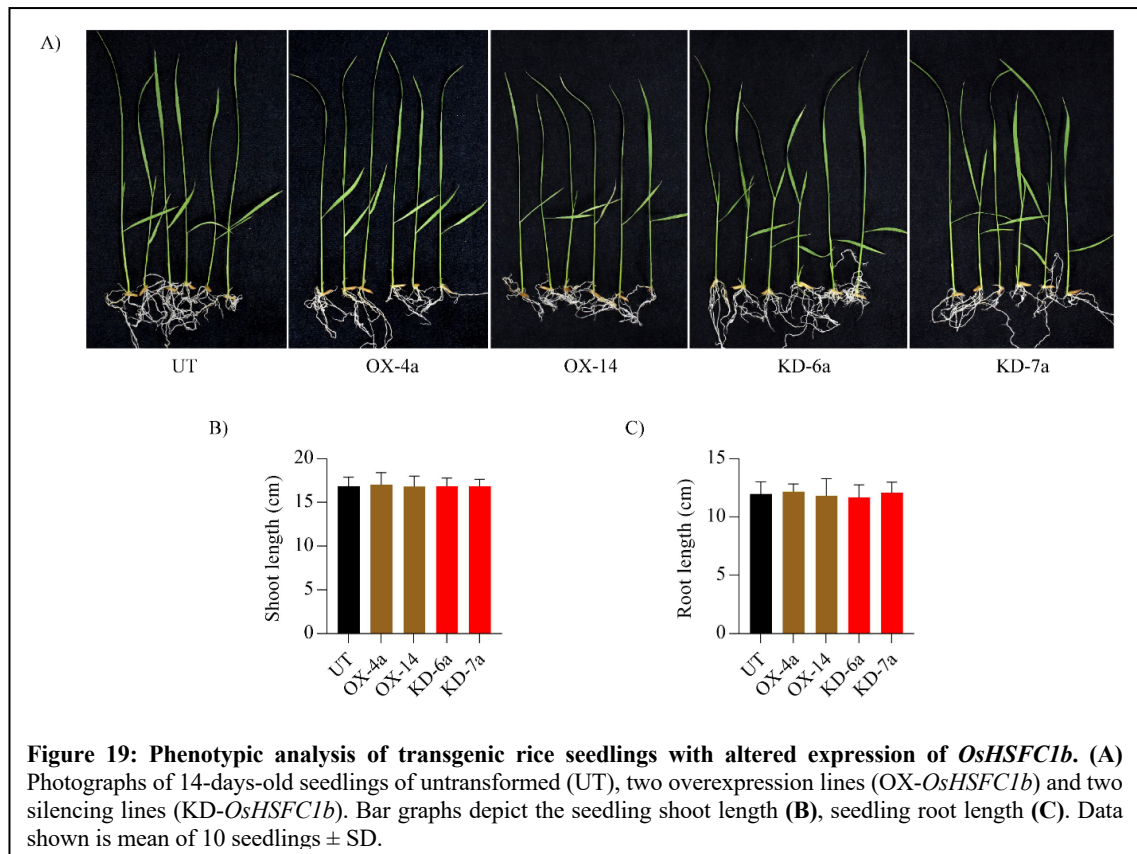 A)
UT OX-4a OX-14 KD-6a KD-7a
B)
20
15
10
5
0
Shoot length (cm)
UT OX-4a OX-14 KD-6a KD-7a
C)
15
10
5
0
Root length (cm)
UT OX-4a OX-14 KD-6a KD-7a
Figure 19: Phenotypic analysis of transgenic rice seedlings with altered expression of OsHSFC1b. (A)
Photographs of 14-days-old seedlings of untransformed (UT), two overexpression lines (OX-OsHSFC1b) and two
silencing lines (KD-OsHSFC1b). Bar graphs depict the seedling shoot length (B), seedling root length (C). Data
shown is mean of 10 seedlings ± SD.